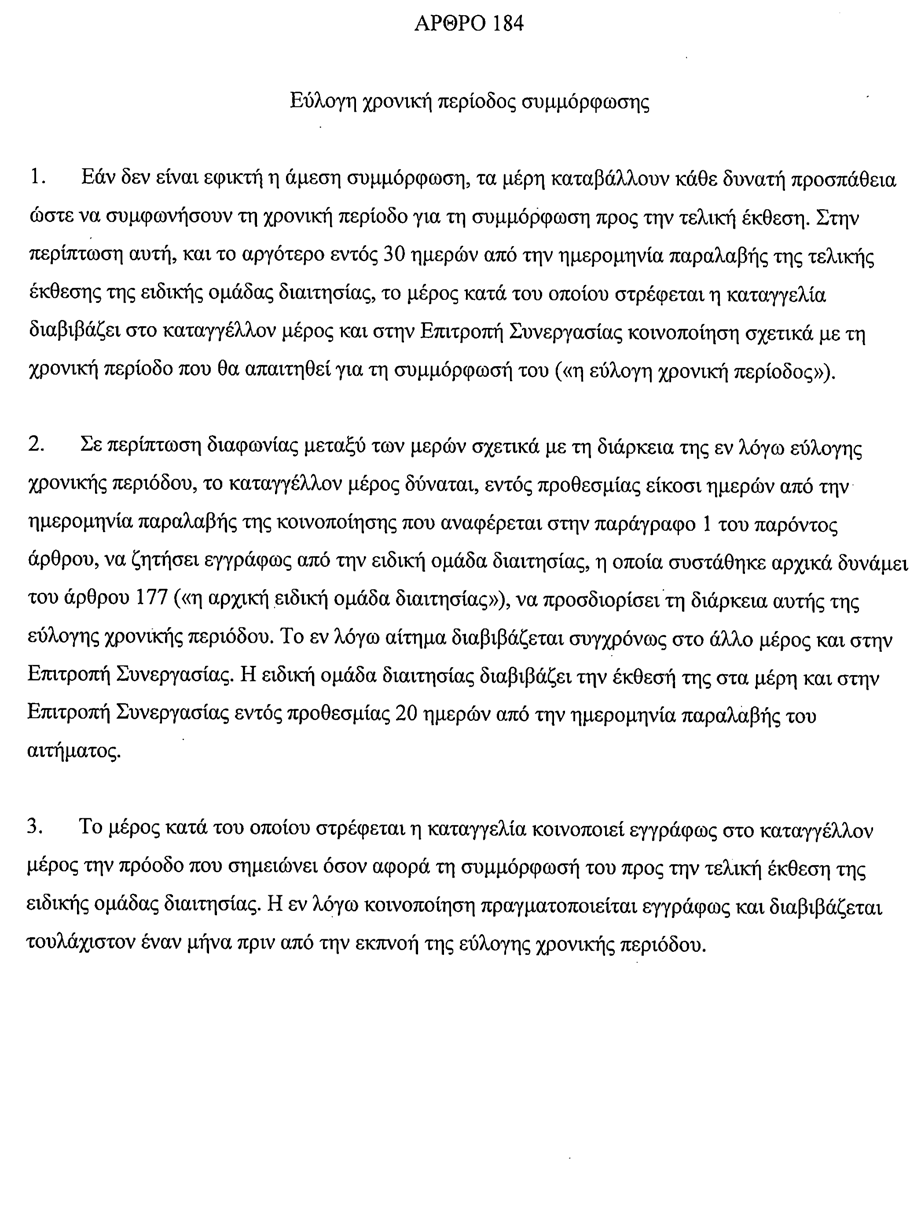 ΑΡΘΡΟ 184
Εύλογη χρονική περίοδος συμμόρφωσης
1. Εάν δεν είναι εφικτή η άμεση συμμόρφωση, τα μέρη καταβάλλουν κάθε δυνατή προσπάθεια
ώστε να συμφωνήσουν τη χρονική περίοδο για τη συμμόρφωση προς την τελική έκθεση. Στην
περίπτωση αυτή, και το αργότερο εντός 30 ημερών από την ημερομηνία παραλαβής της τελικής
έκθεσης της ειδικής ομάδας διαιτησίας, το μέρος κατά του οποίου στρέφεται η καταγγελία
διαβιβάζει στο καταγγέλλον μέρος και στην Επιτροπή Συνεργασίας κοινοποίηση σχετικά με τη
χρονική περίοδο που θα απαιτηθεί για τη συμμόρφωσή του («η εύλογη χρονική περίοδος»).
2. Σε περίπτωση διαφωνίας μεταξύ των μερών σχετικά με τη διάρκεια της εν λόγω εύλογης
χρονικής περιόδου, το καταγγέλλον μέρος δύναται, εντός προθεσμίας είκοσι ημερών από την
ημερομηνία παραλαβής της κοινοποίησης που αναφέρεται στην παράγραφο 1 του παρόντος
άρθρου, να ζητήσει εγγράφως από την ειδική ομάδα διαιτησίας, η οποία συστάθηκε αρχικά δυνάμει
του άρθρου 177 («η αρχική ειδική ομάδα διαιτησίας»), να προσδιορίσει τη διάρκεια αυτής της
εύλογης χρονικής περιόδου. Το εν λόγω αίτημα διαβιβάζεται συγχρόνως στο άλλο μέρος και στην
Επιτροπή Συνεργασίας. Η ειδική ομάδα διαιτησίας διαβιβάζει την έκθεσή της στα μέρη και στην
Επιτροπή Συνεργασίας εντός προθεσμίας 20 ημερών από την ημερομηνία παραλαβής του
αιτήματος.
3. Το μέρος κατά του οποίου στρέφεται η καταγγελία κοινοποιεί εγγράφως στο καταγγέλλον
μέρος την πρόοδο που σημειώνει όσον αφορά τη συμμόρφωσή του προς την τελική έκθεση της
ειδικής ομάδας διαιτησίας. Η εν λόγω κοινοποίηση πραγματοποιείται εγγράφως και διαβιβάζεται
τουλάχιστον έναν μήνα πριν από την εκπνοή της εύλογης χρονικής περιόδου.